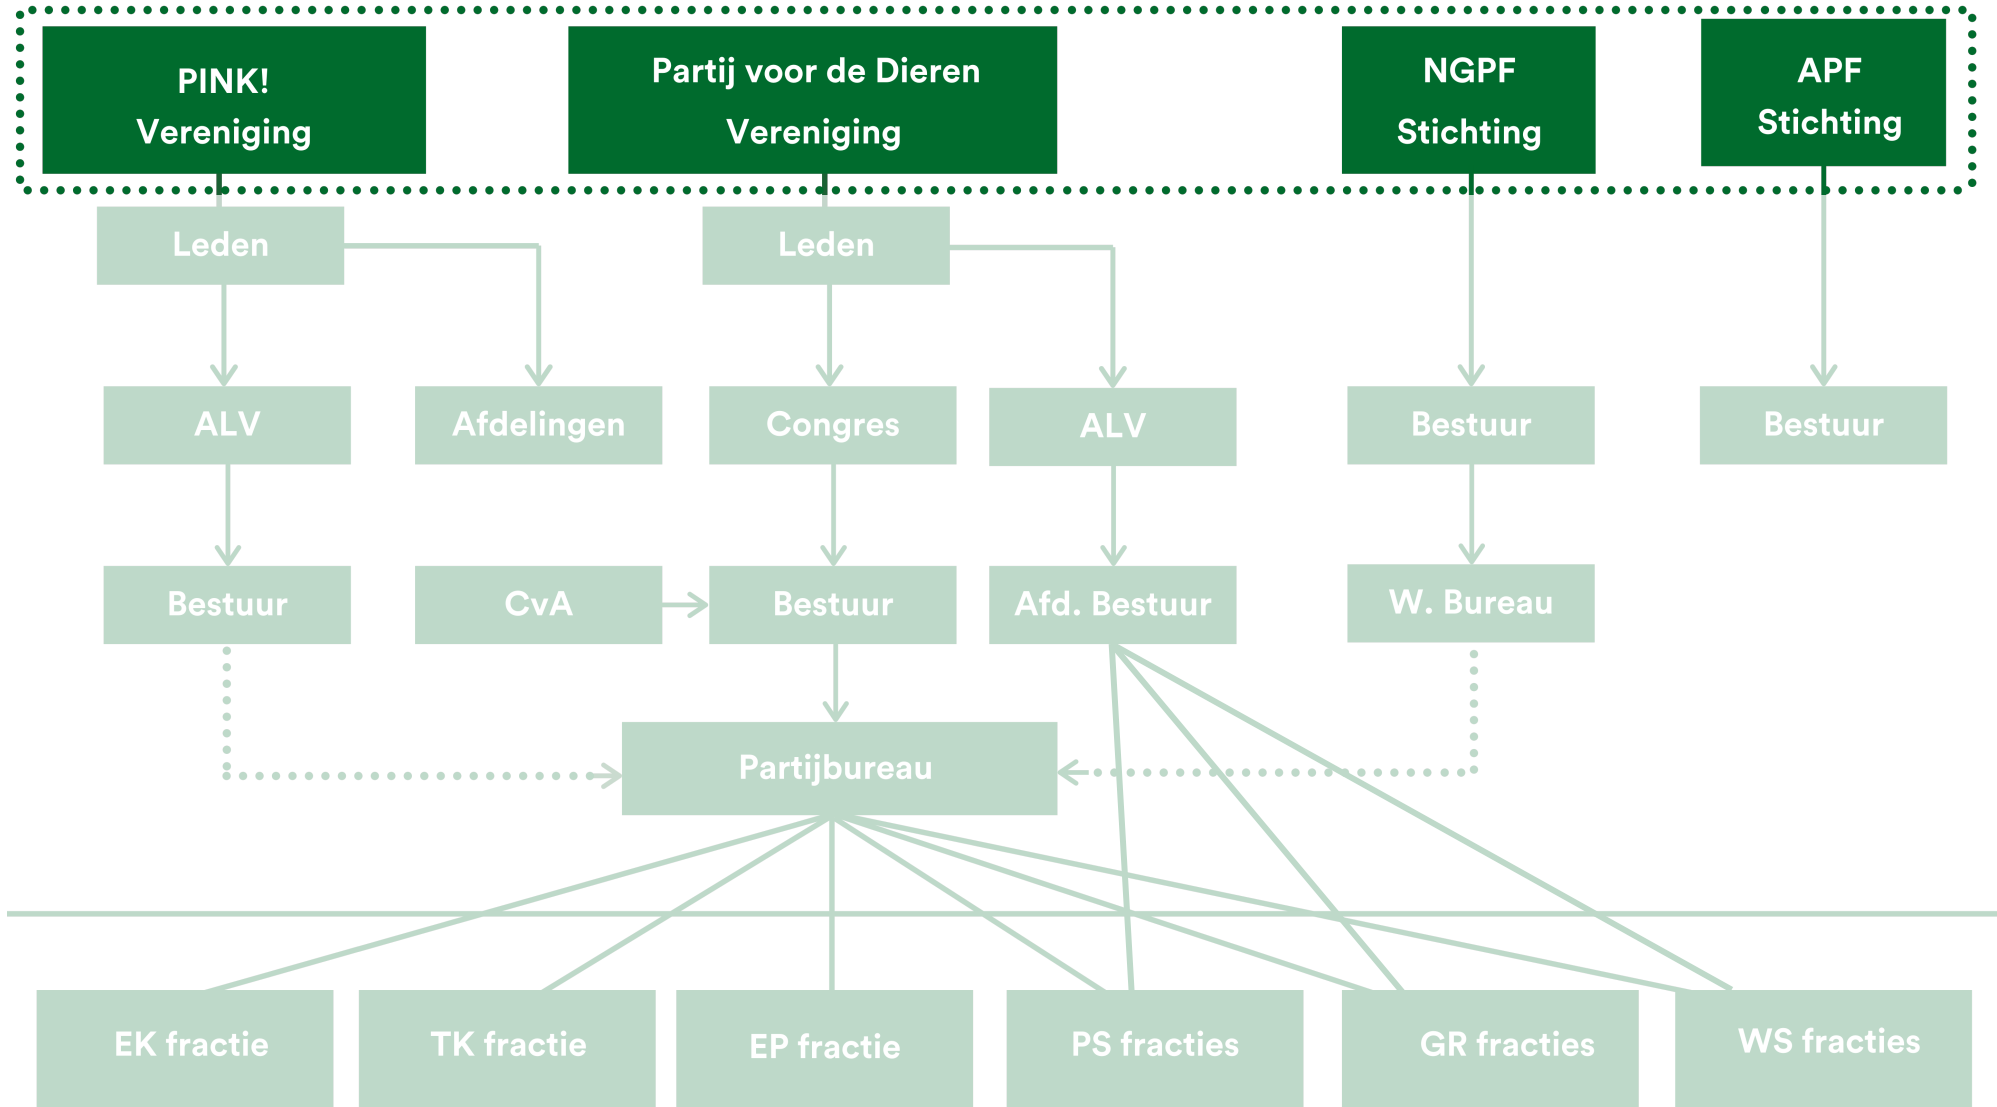 PINK!
Vereniging
Partij voor de Dieren
Vereniging
NGPF
Stichting
APF
Stichting
Leden
Leden
ALV
Afdelingen
Congres
ALV
Bestuur
Bestuur
Bestuur
CvA
Bestuur
Afd. Bestuur
W. Bureau
Partijbureau
EK fractie
TK fractie
EP fractie
PS fracties
GR fracties
WS fracties